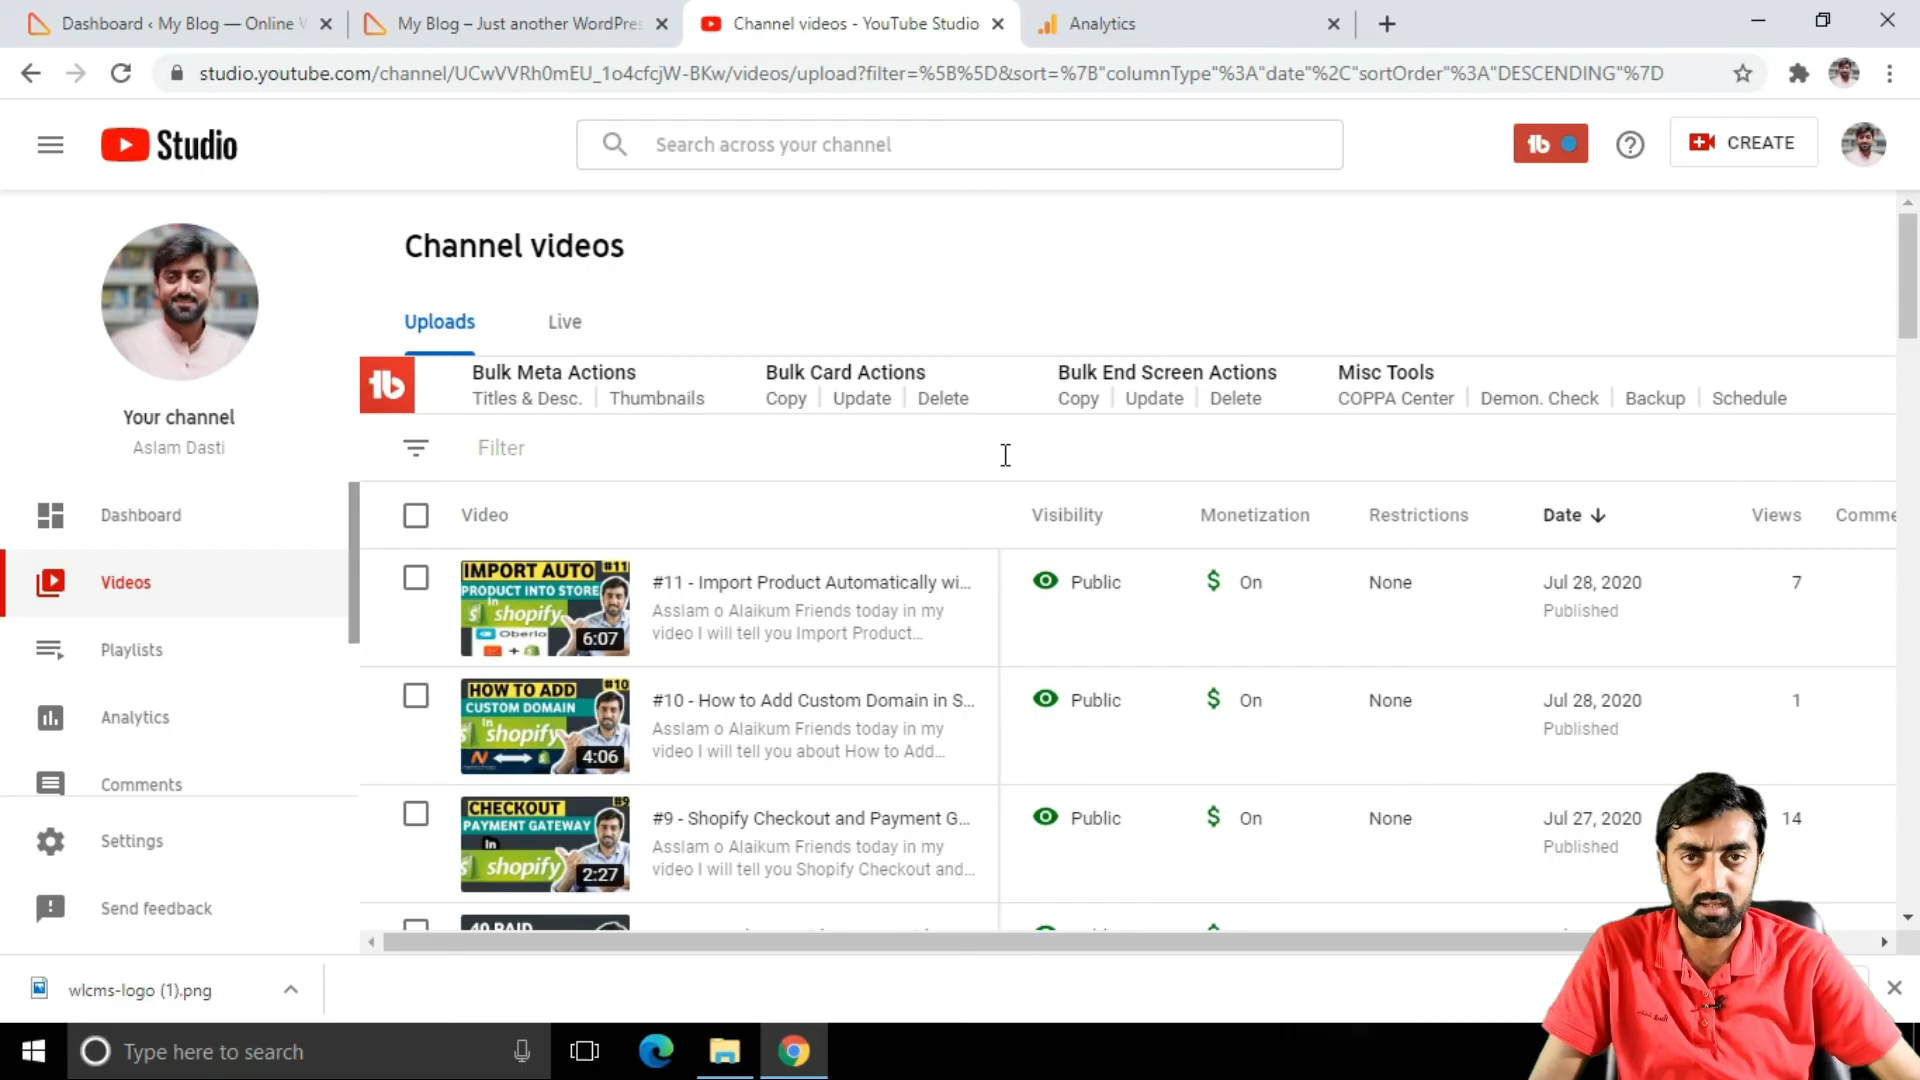 Dashboard ‹ My Blog — Online W
My Blog – Just another WordPres
Channel videos - YouTube Studio
Analytics
studio.youtube.com/channel/UCwVVRh0mEU_1o4cfcjW-BKw/videos/upload?filter=%5B%5D&sort=%7B"columnType"%3A"date"%2C"sortOrder"%3A"DESCENDING"%7D
Studio
Search across your channel
CREATE
Channel videos
Uploads
Live
Bulk Meta Actions
Titles & Desc.
Thumbnails
Bulk Card Actions
Copy
Update
Delete
Bulk End Screen Actions
Copy
Update
Delete
Misc Tools
COPPA Center
Demon. Check
Backup
Schedule
Filter
Your channel
Aslam Dasti
Dashboard
Videos
Playlists
Analytics
Comments
Settings
Send feedback
Video
Visibility
Monetization
Restrictions
Date
Views
Comme
IMPORT AUTO #11
PRODUCT INTO STORE
in
shopify
Oberlo
6:07
#11 - Import Product Automatically wi...
Asslam o Alaikum Friends today in my
video I will tell you Import Product...
Public
On
None
Jul 28, 2020
Published
7
HOW TO ADD #10
CUSTOM DOMAIN
in
shopify
4:06
#10 - How to Add Custom Domain in S...
Asslam o Alaikum Friends today in my
video I will tell you about How to Add...
Public
On
None
Jul 28, 2020
Published
1
CHECKOUT #9
PAYMENT GATEWAY
In
shopify
2:27
#9 - Shopify Checkout and Payment G...
Asslam o Alaikum Friends today in my
video I will tell you Shopify Checkout and...
Public
On
None
Jul 27, 2020
Published
14
40 PAID
wlcms-logo (1).png
Type here to search